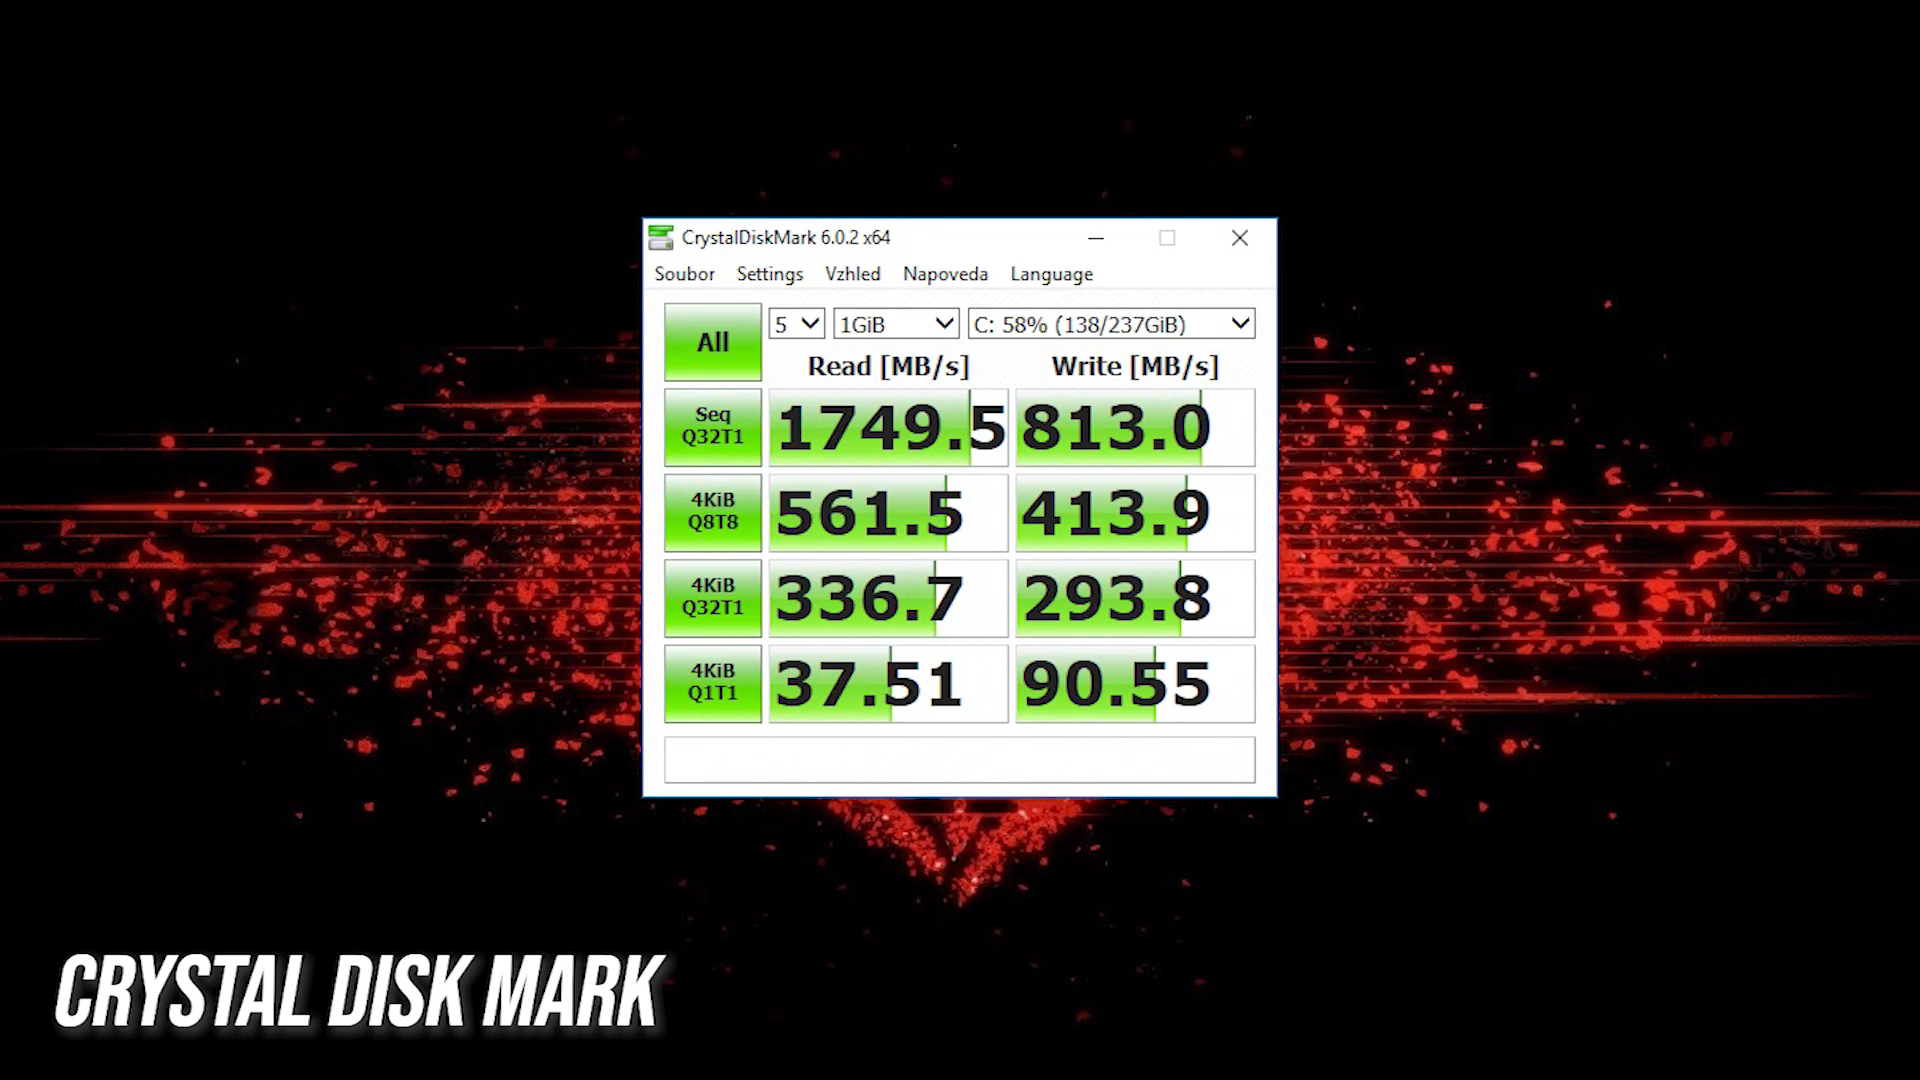 CrystalDiskMark 6.0.2 x64
Soubor Settings Vzhled Napoveda Language
All 5 1GiB C: 58% (138/237GiB)
Read [MB/s] Write [MB/s]
Seq
Q32T1 1749.5 813.0
4KiB
Q8T8 561.5 413.9
4KiB
Q32T1 336.7 293.8
4KiB
Q1T1 37.51 90.55
CRYSTAL DISK MARK